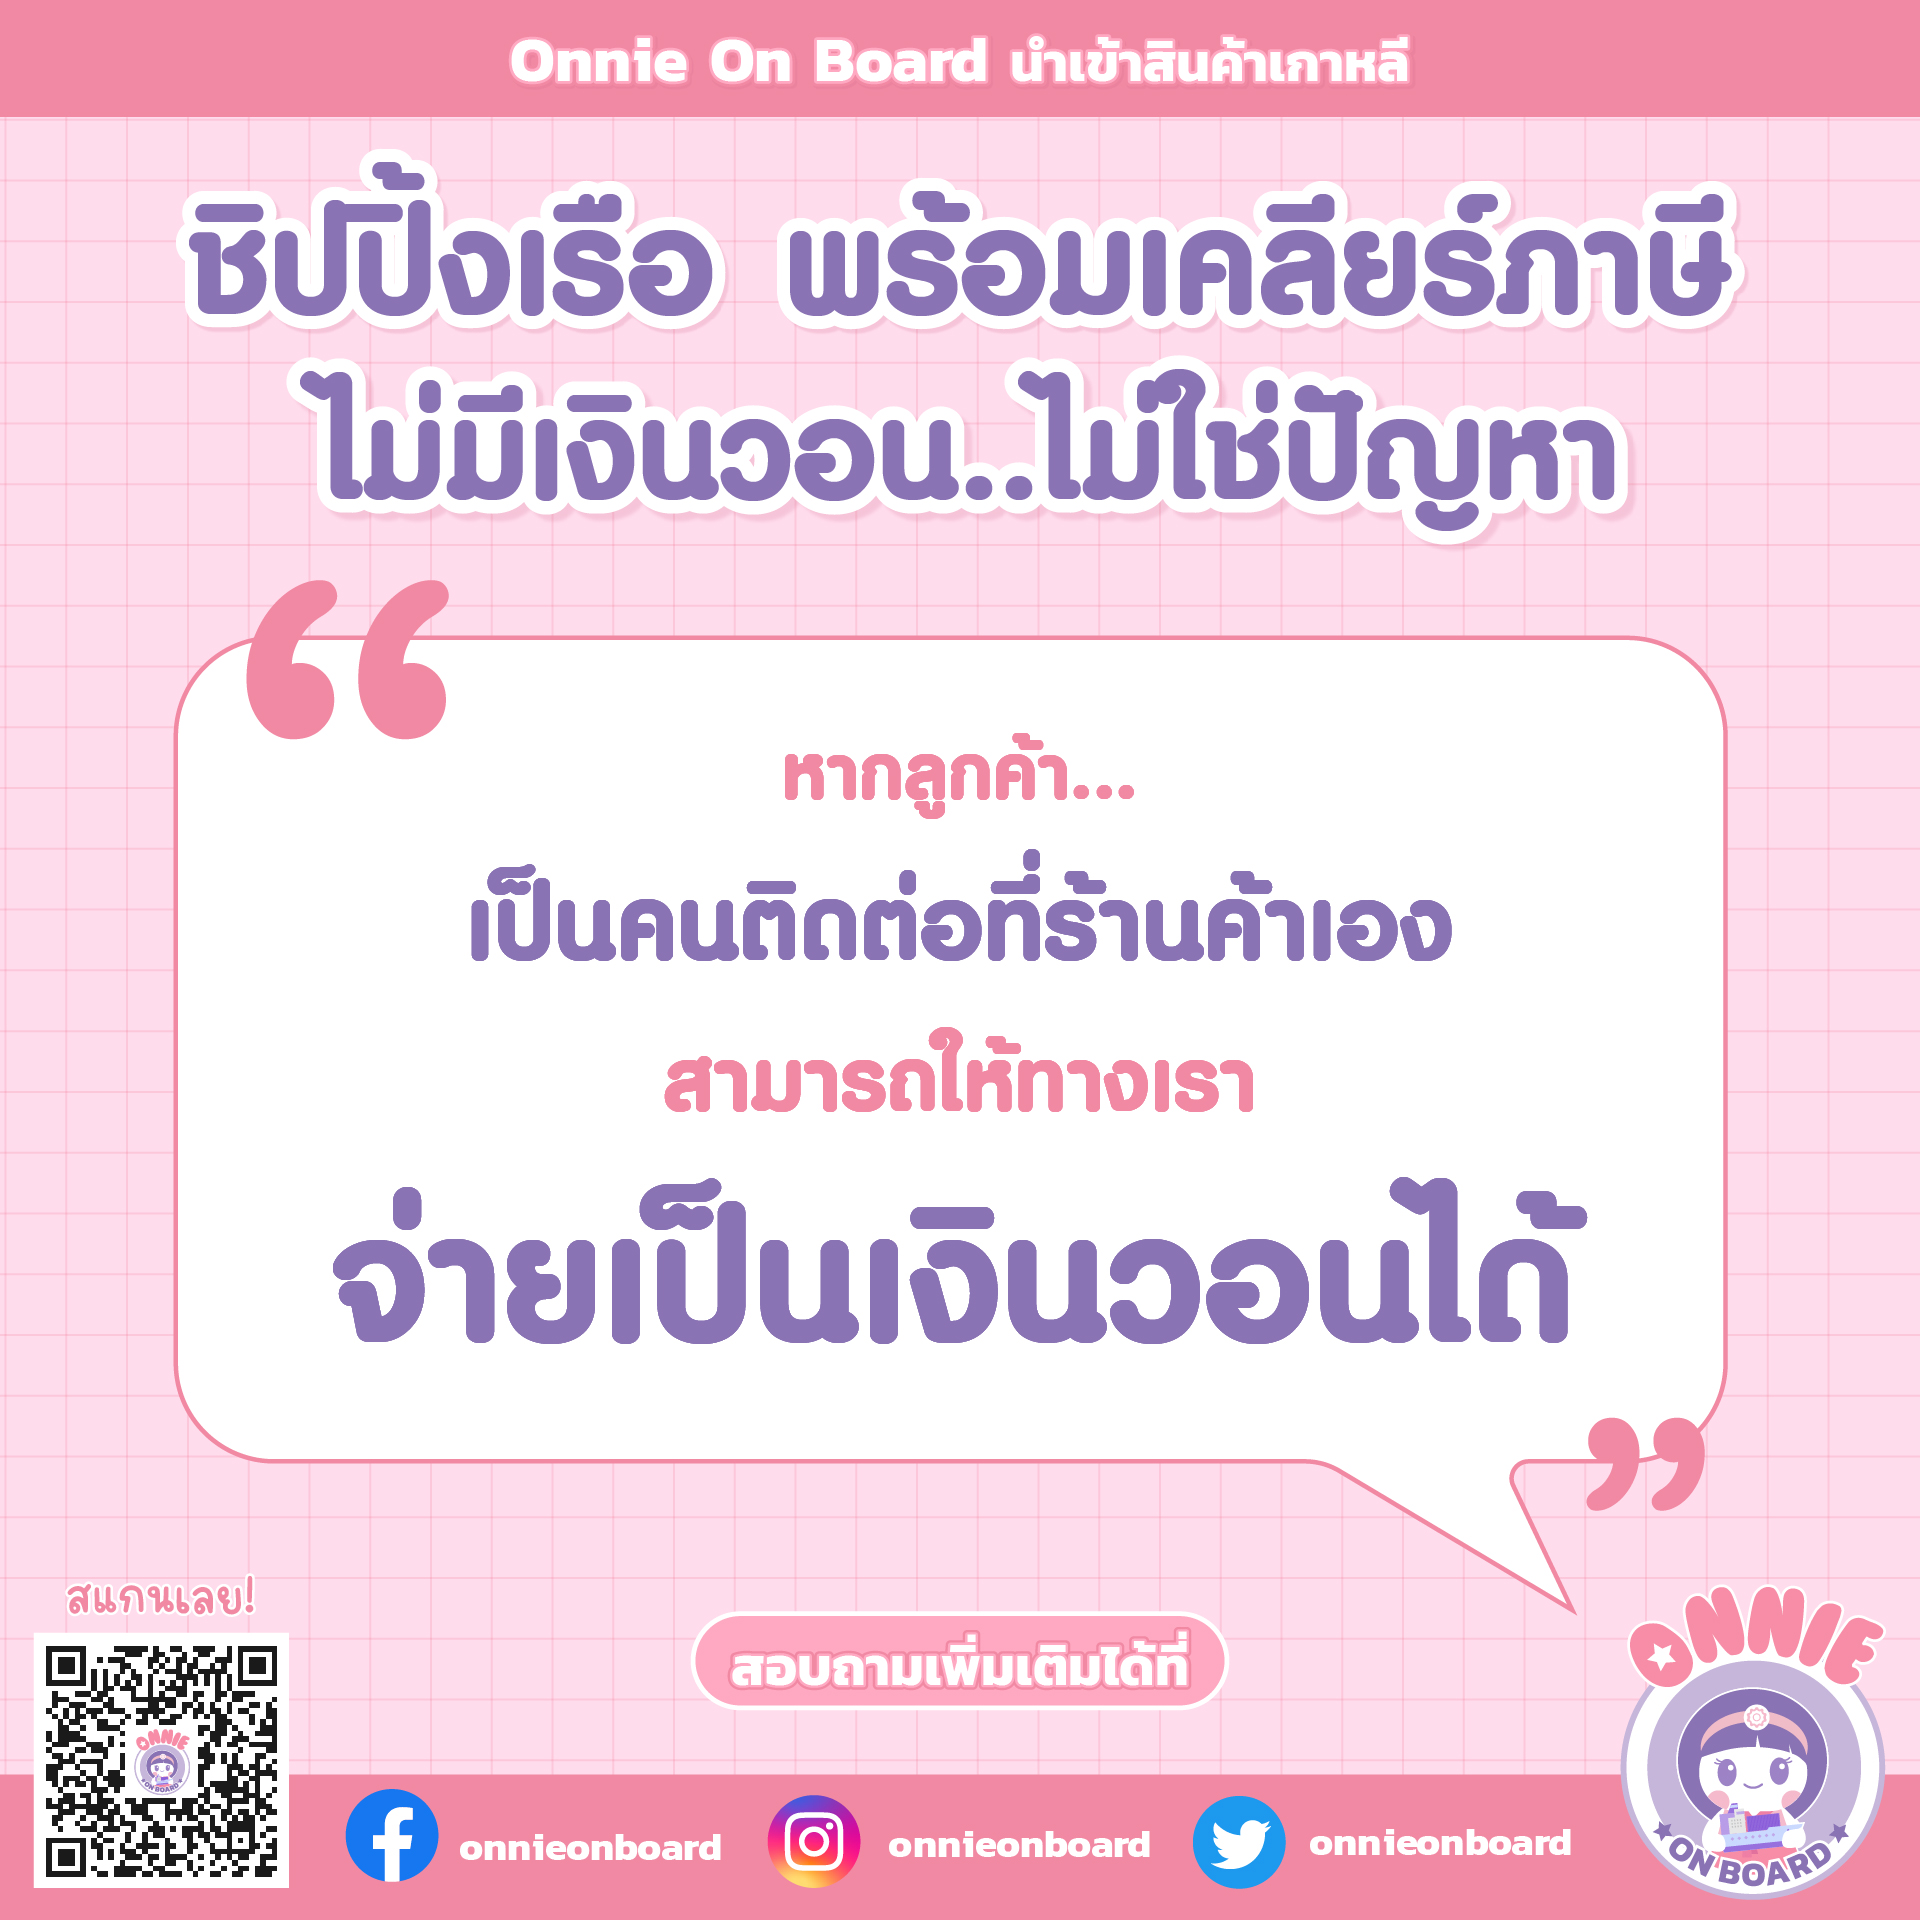 Onnie On Board นำเข้าสินค้าเกาหลี
ชิปปิ้งเรือ พร้อมเคลียร์ภาษี
ไม่มีเงินวอน..ไม่ใช่ปัญหา
“
หากลูกค้า...
เป็นคนติดต่อที่ร้านค้าเอง
สามารถให้ทางเรา
จ่ายเป็นเงินวอนได้
”
สแกนเลย!
ONNIE
ON BOARD
สอบถามเพิ่มเติมได้ที่
onnieonboard
onnieonboard
onnieonboard
ONNIE
ON BOARD